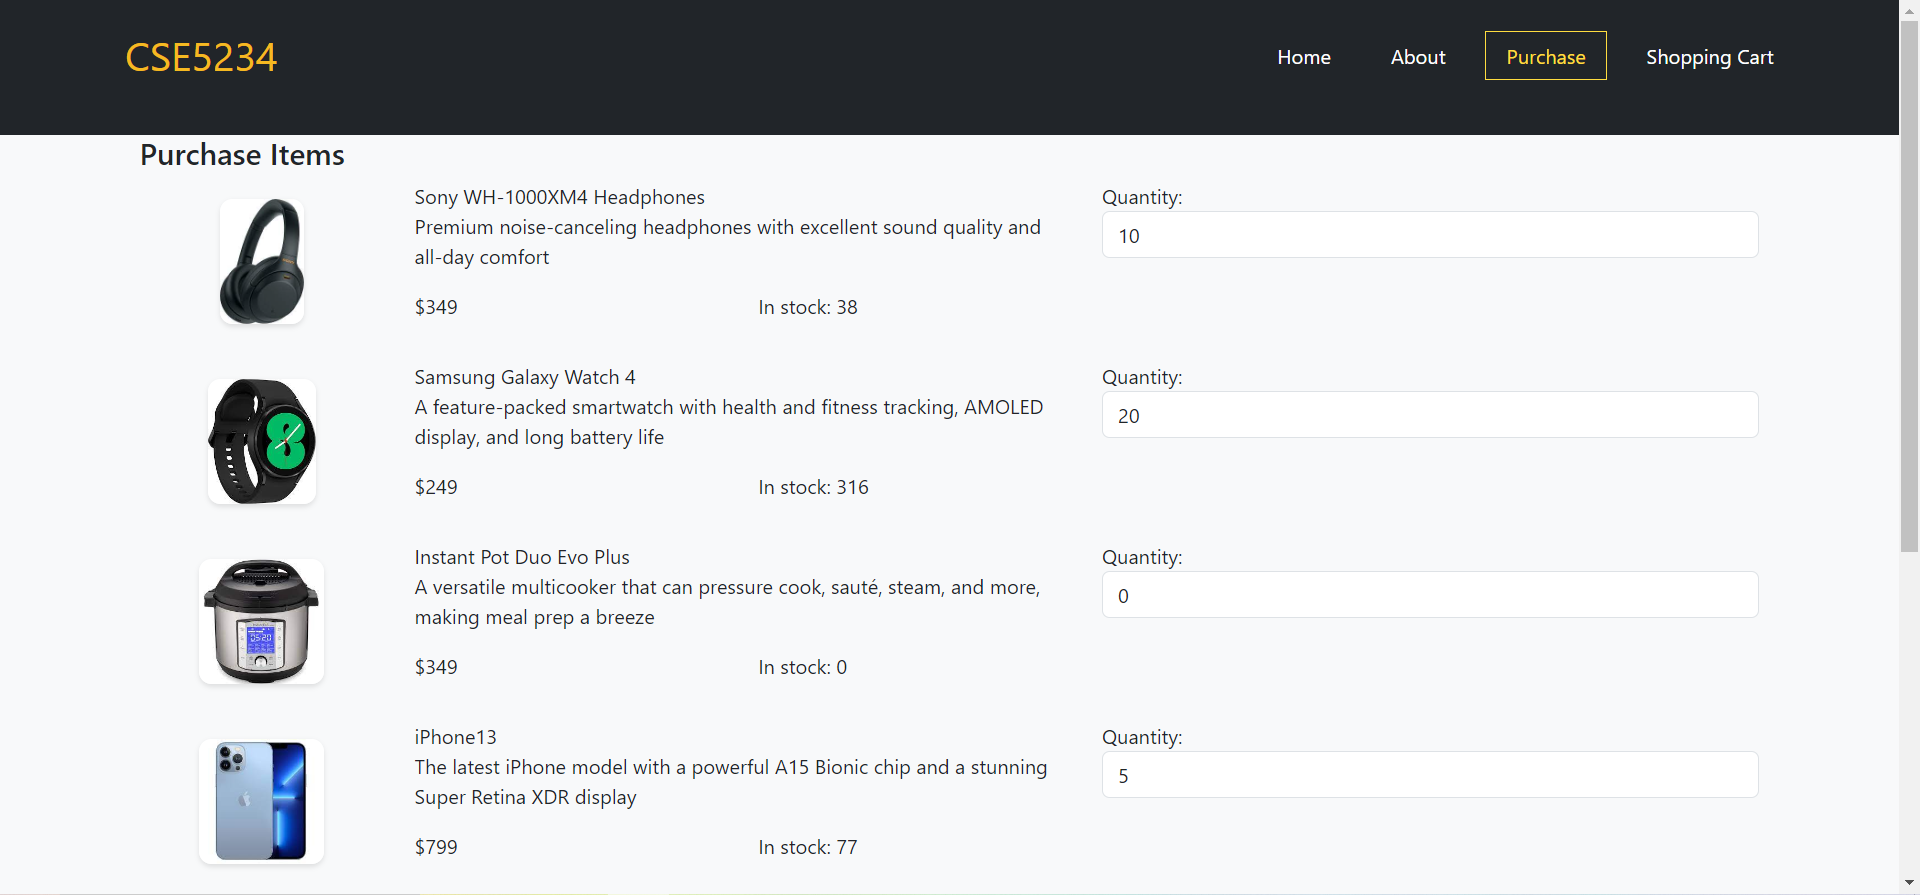 CSE5234
Home
About
Purchase
Shopping Cart
Purchase Items
Sony WH-1000XM4 Headphones
Premium noise-canceling headphones with excellent sound quality and
all-day comfort
$349
In stock: 38
Quantity:
10
Samsung Galaxy Watch 4
A feature-packed smartwatch with health and fitness tracking, AMOLED
display, and long battery life
$249
In stock: 316
Quantity:
20
Instant Pot Duo Evo Plus
A versatile multicooker that can pressure cook, sauté, steam, and more,
making meal prep a breeze
$349
In stock: 0
Quantity:
0
iPhone13
The latest iPhone model with a powerful A15 Bionic chip and a stunning
Super Retina XDR display
$799
In stock: 77
Quantity:
5